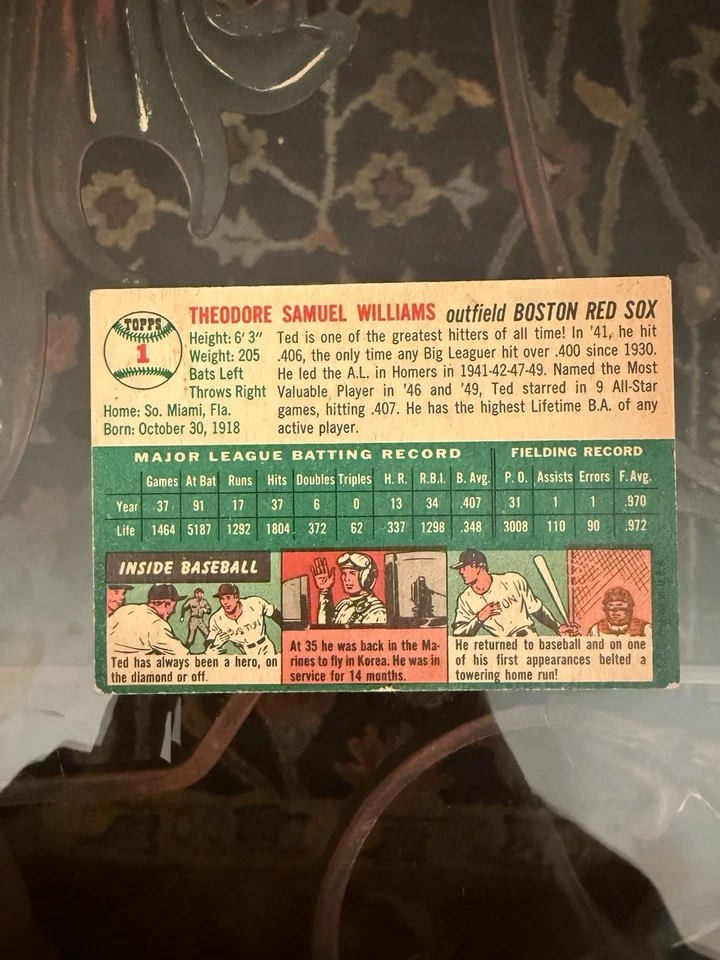 TOPPS
1
THEODORE SAMUEL WILLIAMS outfield BOSTON RED SOX
Height: 6' 3"
Weight: 205
Bats Left
Throws Right
Home: So. Miami, Fla.
Born: October 30, 1918
Ted is one of the greatest hitters of all time! In '41, he hit
.406, the only time any Big Leaguer hit over .400 since 1930.
He led the A.L. in Homers in 1941-42-47-49. Named the Most
Valuable Player in '46 and '49, Ted starred in 9 All-Star
games, hitting .407. He has the highest Lifetime B.A. of any
active player.
MAJOR LEAGUE BATTING RECORD FIELDING RECORD
Games At Bat Runs Hits Doubles Triples H. R. R.B.I. B. Avg. P. O. Assists Errors F. Avg.
Year 37 91 17 37 6 0 13 34 .407 31 1 1 .970
Life 1464 5187 1292 1804 372 62 337 1298 .348 3008 110 90 .972
INSIDE BASEBALL
BOSTON
Ted has always been a hero, on
the diamond or off.
At 35 he was back in the Ma-
rines to fly in Korea. He was in
service for 14 months.
TON
He returned to baseball and on one
of his first appearances belted a
towering home run!